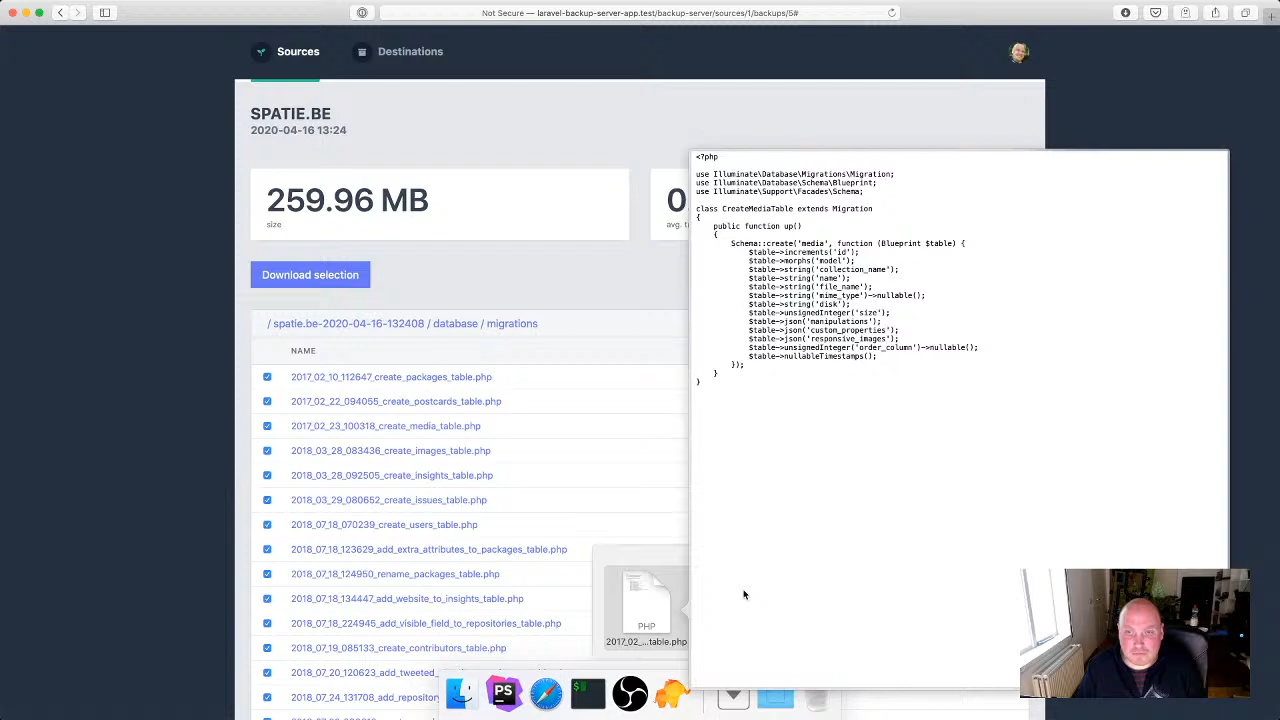 Not Secure — laravel-backup-server-app.test/backup-server/sources/1/backups/5#
Sources
Destinations
SPATIE.BE
2020-04-16 13:24
259.96 MB
size
Download selection
/ spatie.be-2020-04-16-132408 / database / migrations
NAME
2017_02_10_112647_create_packages_table.php
2017_02_22_094055_create_postcards_table.php
2017_02_23_100318_create_media_table.php
2018_03_28_083436_create_images_table.php
2018_03_28_092505_create_insights_table.php
2018_03_29_080652_create_issues_table.php
2018_07_18_070239_create_users_table.php
2018_07_18_123629_add_extra_attributes_to_packages_table.php
2018_07_18_124950_rename_packages_table.php
2018_07_18_134447_add_website_to_insights_table.php
2018_07_18_224945_add_visible_field_to_repositories_table.php
2018_07_19_085133_create_contributors_table.php
2018_07_20_120623_add_tweeted_
2018_07_24_131708_add_reposito
<?php
use Illuminate\Database\Migrations\Migration;
use Illuminate\Database\Schema\Blueprint;
use Illuminate\Support\Facades\Schema;
class CreateMediaTable extends Migration
{
public function up()
{
Schema::create('media', function (Blueprint $table) {
$table->increments('id');
$table->morphs('model');
$table->string('collection_name');
$table->string('name');
$table->string('file_name');
$table->string('mime_type')->nullable();
$table->string('disk');
$table->unsignedInteger('size');
$table->json('manipulations');
$table->json('custom_properties');
$table->json('responsive_images');
$table->unsignedInteger('order_column')->nullable();
$table->nullableTimestamps();
});
}
}
PHP
2017_02_...table.php
PS
$